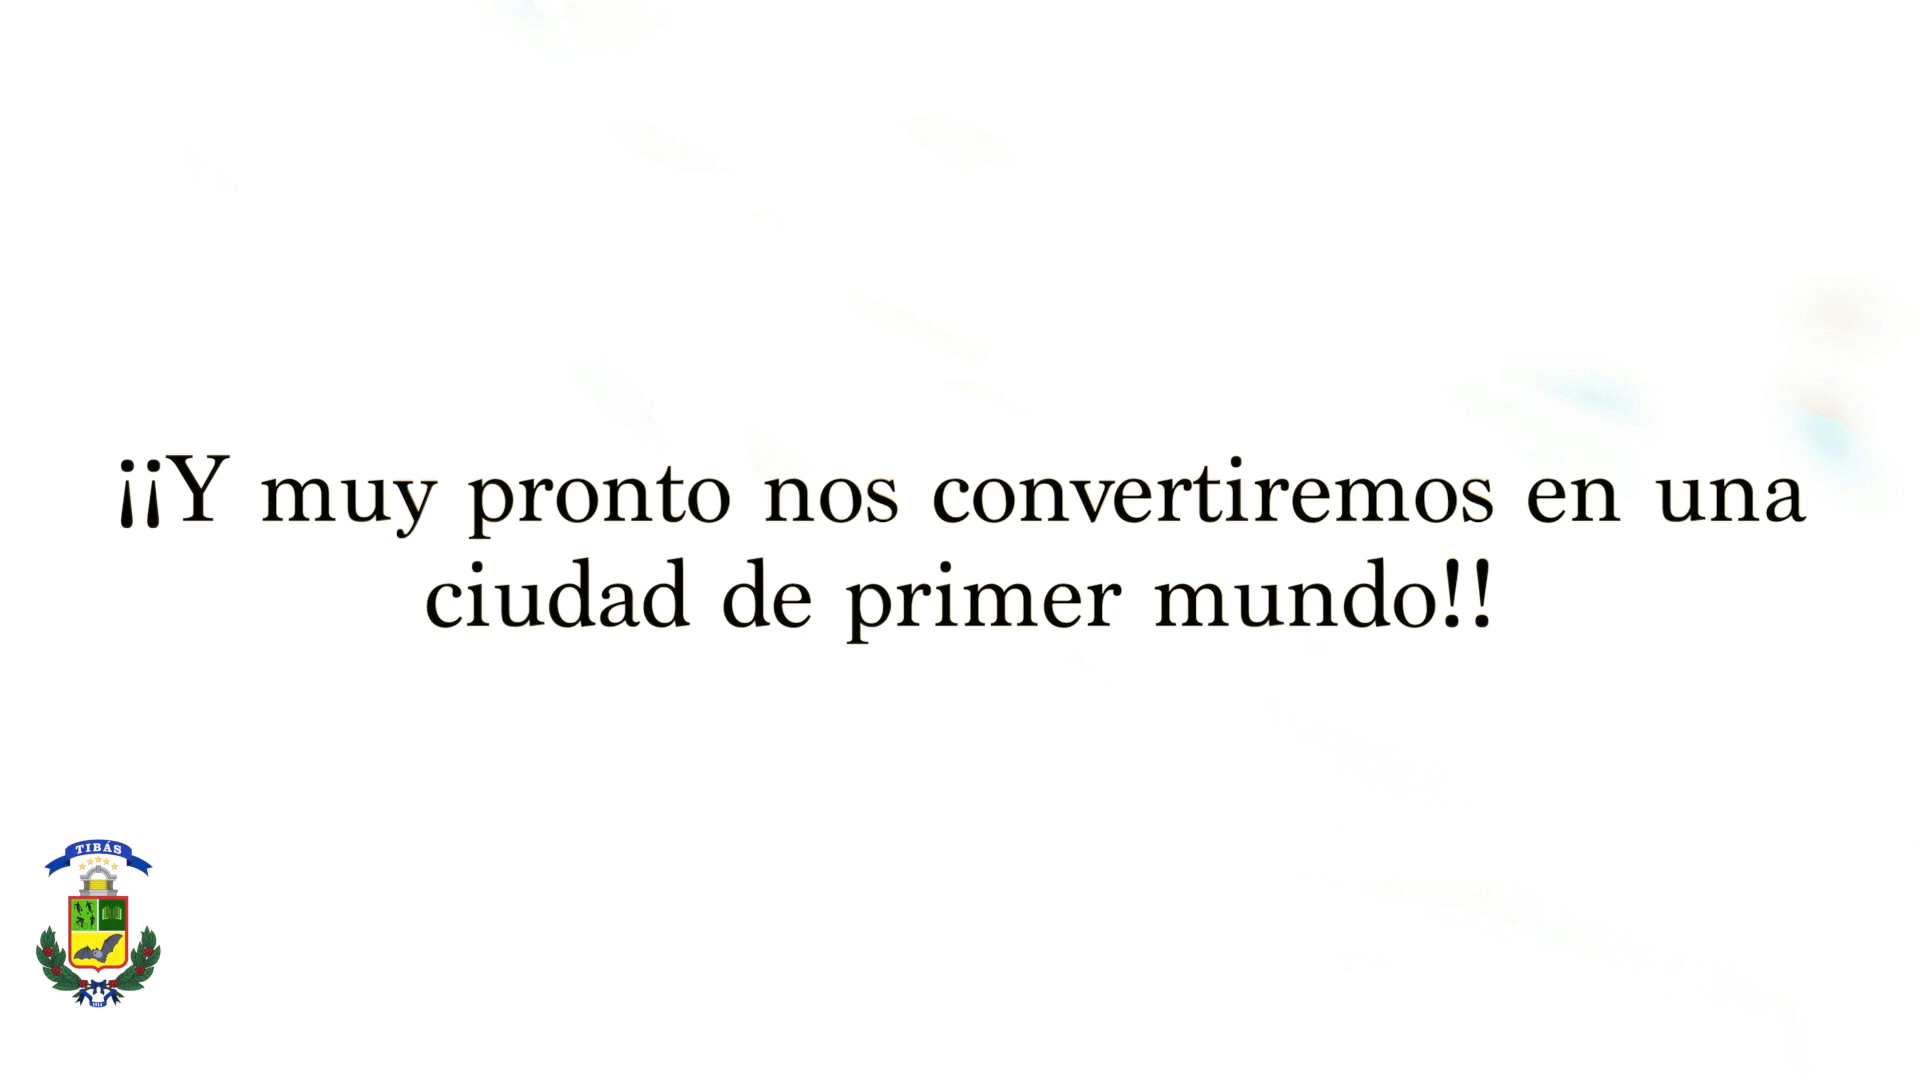 ¡¡Y muy pronto nos convertiremos en una
ciudad de primer mundo!!
TIBÁS